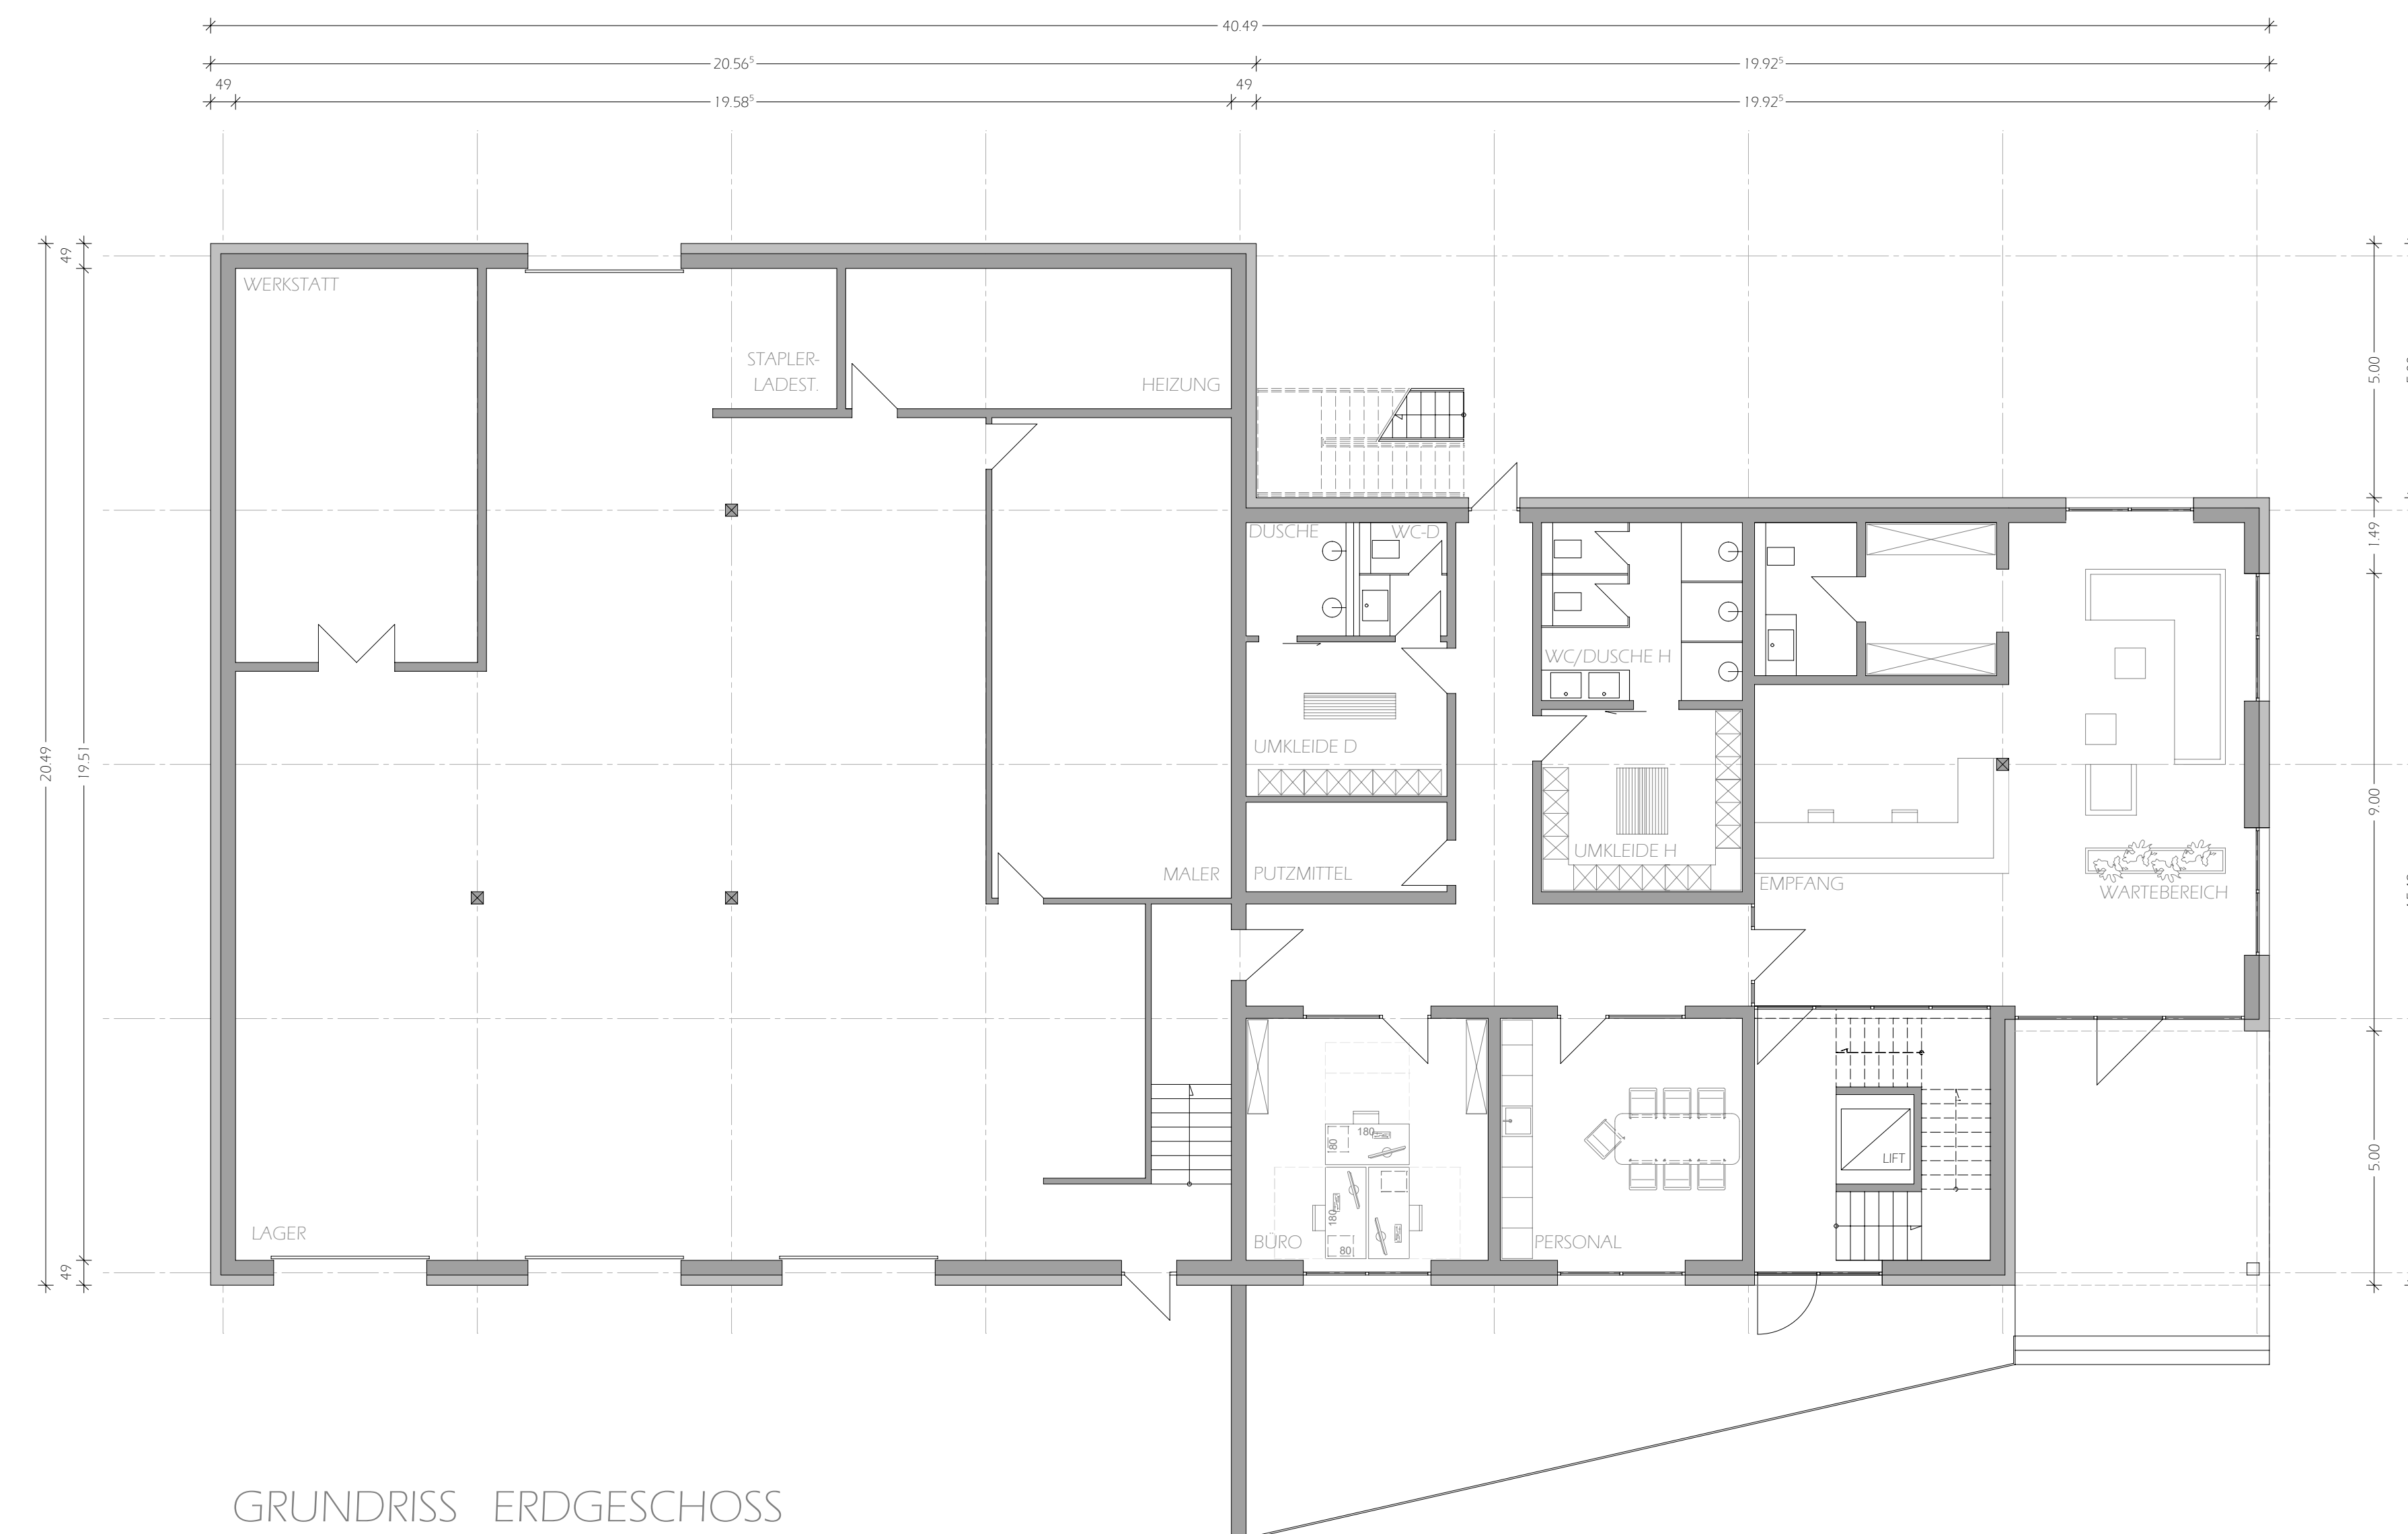 40.49
20.56⁵
19.92⁵
49
49
19.58⁵
19.92⁵
49
WERKSTATT
STAPLER-
LADEST.
HEIZUNG
5.00
DUSCHE
WC-D
1.49
WC/DUSCHE H
UMKLEIDE D
20.49
19.51
9.00
UMKLEIDE H
MALER
PUTZMITTEL
EMPFANG
WARTEBEREICH
180
80
LIFT
5.00
180
80
LAGER
BÜRO
PERSONAL
49
GRUNDRISS ERDGESCHOSS